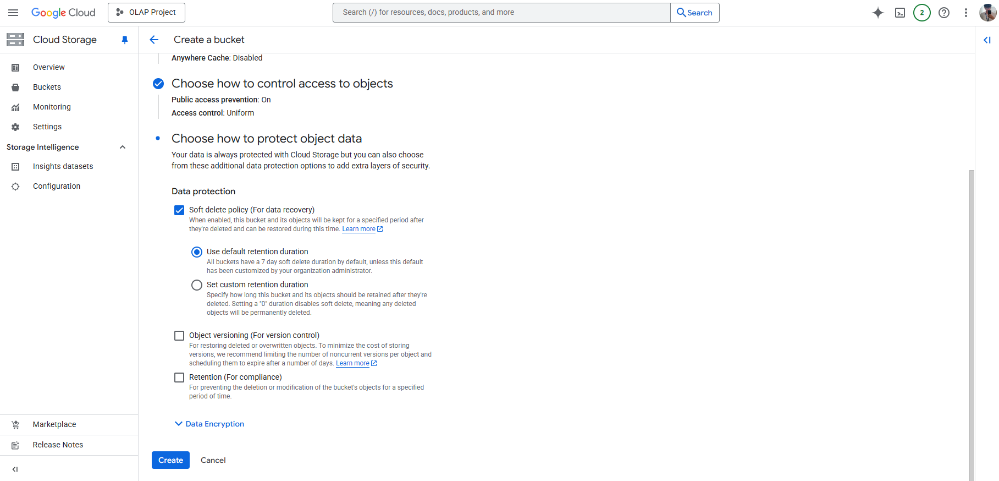 Google Cloud
OLAP Project
Search (/) for resources, docs, products, and more
Search
2
Cloud Storage
Create a bucket
Overview
Buckets
Monitoring
Settings
Storage Intelligence
Insights datasets
Configuration
Marketplace
Release Notes
Anywhere Cache: Disabled
Choose how to control access to objects
Public access prevention: On
Access control: Uniform
Choose how to protect object data
Your data is always protected with Cloud Storage but you can also choose
from these additional data protection options to add extra layers of security.
Data protection
Soft delete policy (For data recovery)
When enabled, this bucket and its objects will be kept for a specified period after
they're deleted and can be restored during this time. Learn more
Use default retention duration
All buckets have a 7 day soft delete duration by default, unless this default
has been customized by your organization administrator.
Set custom retention duration
Specify how long this bucket and its objects should be retained after they're
deleted. Setting a "0" duration disables soft delete, meaning any deleted
objects will be permanently deleted.
Object versioning (For version control)
For restoring deleted or overwritten objects. To minimize the cost of storing
versions, we recommend limiting the number of noncurrent versions per object and
scheduling them to expire after a number of days. Learn more
Retention (For compliance)
For preventing the deletion or modification of the bucket's objects for a specified
period of time.
Data Encryption
Create
Cancel